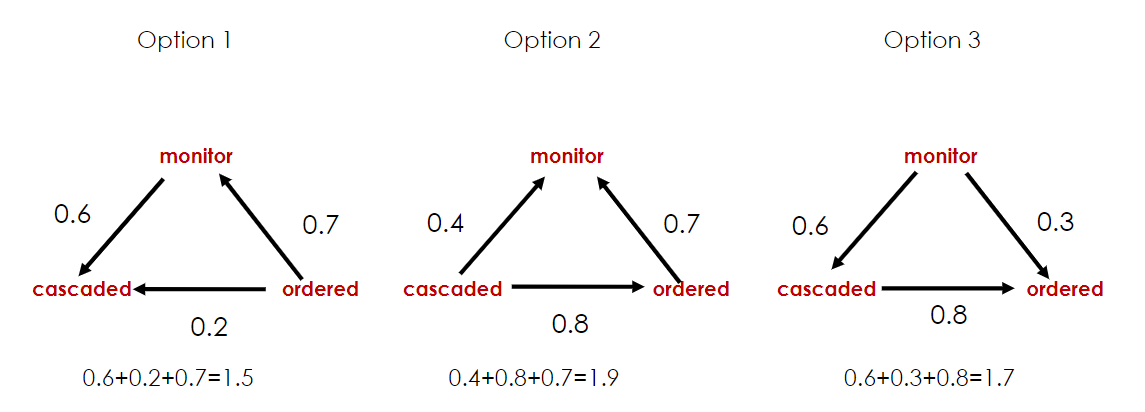 Option 1
Option 2
Option 3
monitor
0.6
0.7
cascaded
ordered
0.2
0.6+0.2+0.7=1.5
monitor
0.4
0.7
cascaded
ordered
0.8
0.4+0.8+0.7=1.9
monitor
0.6
0.3
cascaded
ordered
0.8
0.6+0.3+0.8=1.7